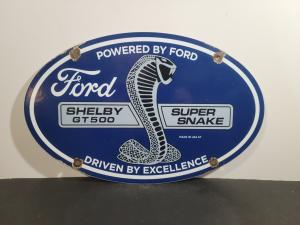 POWERED BY FORD
Ford
SHELBY SUPER
GT500 SNAKE
DRIVEN BY EXCELLENCE